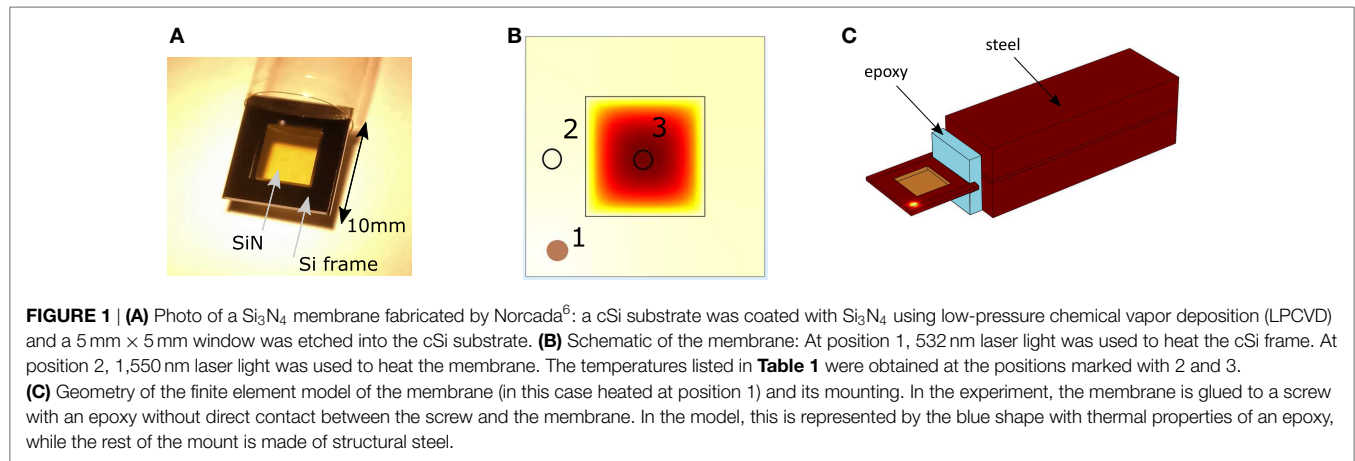 A
B
C
SiN
Si frame
10mm
2
3
1
epoxy
steel
FIGURE 1 | (A) Photo of a Si₃N₄ membrane fabricated by Norcada⁶: a cSi substrate was coated with Si₃N₄ using low-pressure chemical vapor deposition (LPCVD)
and a 5 mm × 5 mm window was etched into the cSi substrate. (B) Schematic of the membrane: At position 1, 532 nm laser light was used to heat the cSi frame. At
position 2, 1,550 nm laser light was used to heat the membrane. The temperatures listed in Table 1 were obtained at the positions marked with 2 and 3.
(C) Geometry of the finite element model of the membrane (in this case heated at position 1) and its mounting. In the experiment, the membrane is glued to a screw
with an epoxy without direct contact between the screw and the membrane. In the model, this is represented by the blue shape with thermal properties of an epoxy,
while the rest of the mount is made of structural steel.